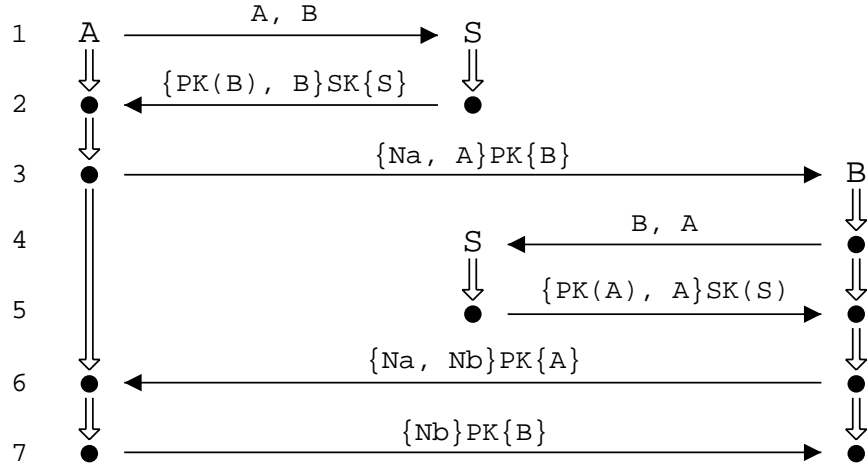 A, B
1 A S
{PK(B), B}SK{S}
2
{Na, A}PK{B}
3 B
B, A
4 S
{PK(A), A}SK(S)
5
{Na, Nb}PK{A}
6
{Nb}PK{B}
7